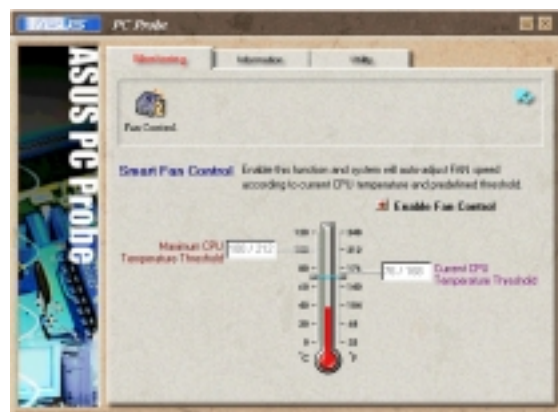 ASUS PC Probe
ASUS PC Probe
Monitoring Information Utility
Fan Control
Smart Fan Control Enable this function and system will auto-adjust FAN speed
according to current CPU temperature and predefined threshold.
Enable Fan Control
Maximum CPU
Temperature Threshold
100 / 212
Current CPU
Temperature Threshold
°C °F